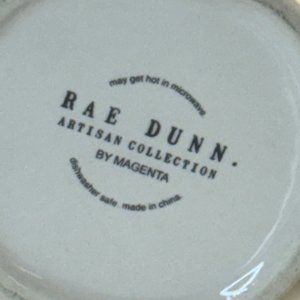 may get hot in microwave
RAE DUNN.
ARTISAN COLLECTION
BY MAGENTA
dishwasher safe. made in china.